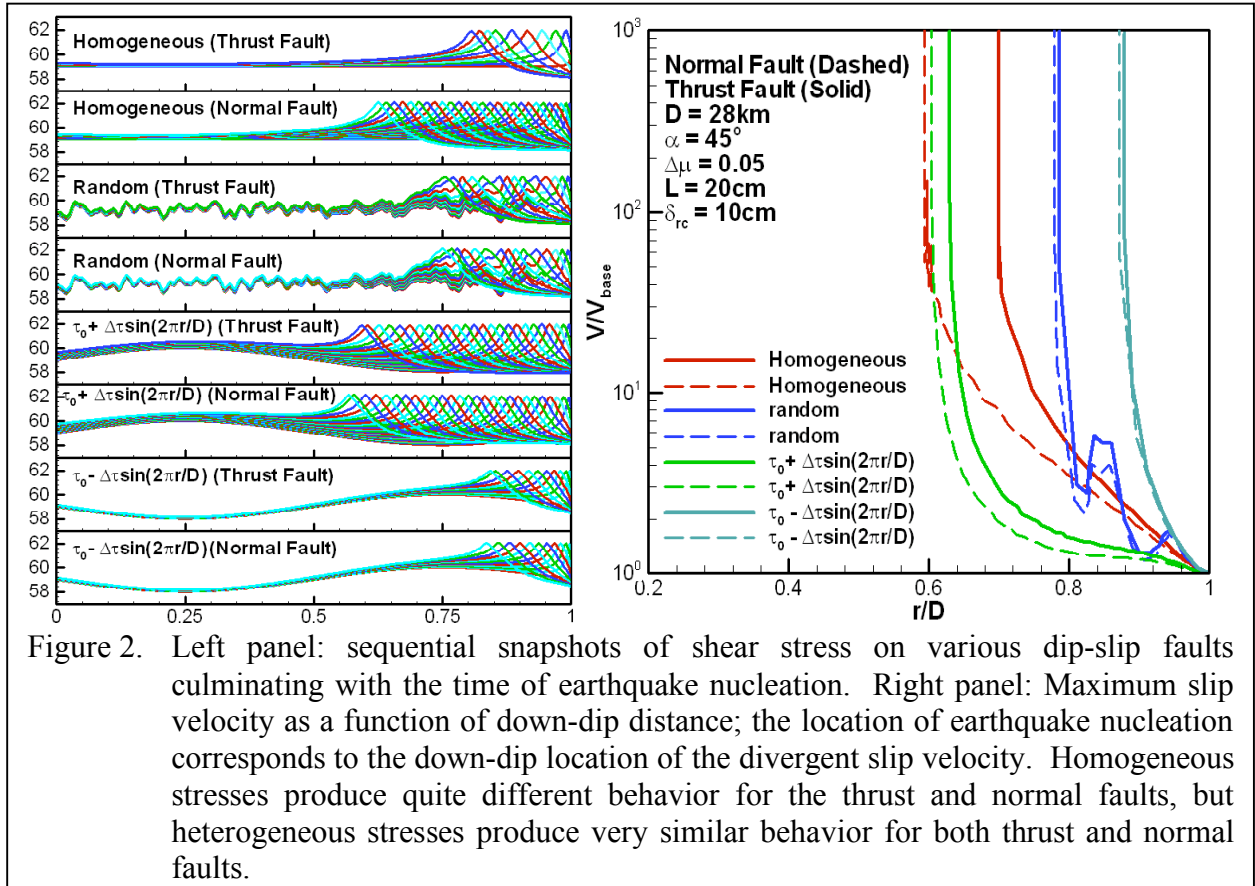 62
60
58
Homogeneous (Thrust Fault)
62
60
58
Homogeneous (Normal Fault)
62
60
58
Random (Thrust Fault)
62
60
58
Random (Normal Fault)
62
60
58
τ₀+ Δτsin(2πr/D) (Thrust Fault)
62
60
58
τ₀+ Δτsin(2πr/D) (Normal Fault)
62
60
58
τ₀- Δτsin(2πr/D) (Thrust Fault)
62
60
58
τ₀- Δτsin(2πr/D)(Normal Fault)
0 0.25 0.5 0.75 1
10³
10²
10¹
10⁰
V/V_base
Normal Fault (Dashed)
Thrust Fault (Solid)
D = 28km
α = 45°
Δμ = 0.05
L = 20cm
δ_rc = 10cm
Homogeneous
Homogeneous
random
random
τ₀+ Δτsin(2πr/D)
τ₀+ Δτsin(2πr/D)
τ₀ - Δτsin(2πr/D)
τ₀ - Δτsin(2πr/D)
0.2 0.4 0.6 0.8 1
r/D
Figure 2. Left panel: sequential snapshots of shear stress on various dip-slip faults
culminating with the time of earthquake nucleation. Right panel: Maximum slip
velocity as a function of down-dip distance; the location of earthquake nucleation
corresponds to the down-dip location of the divergent slip velocity. Homogeneous
stresses produce quite different behavior for the thrust and normal faults, but
heterogeneous stresses produce very similar behavior for both thrust and normal
faults.